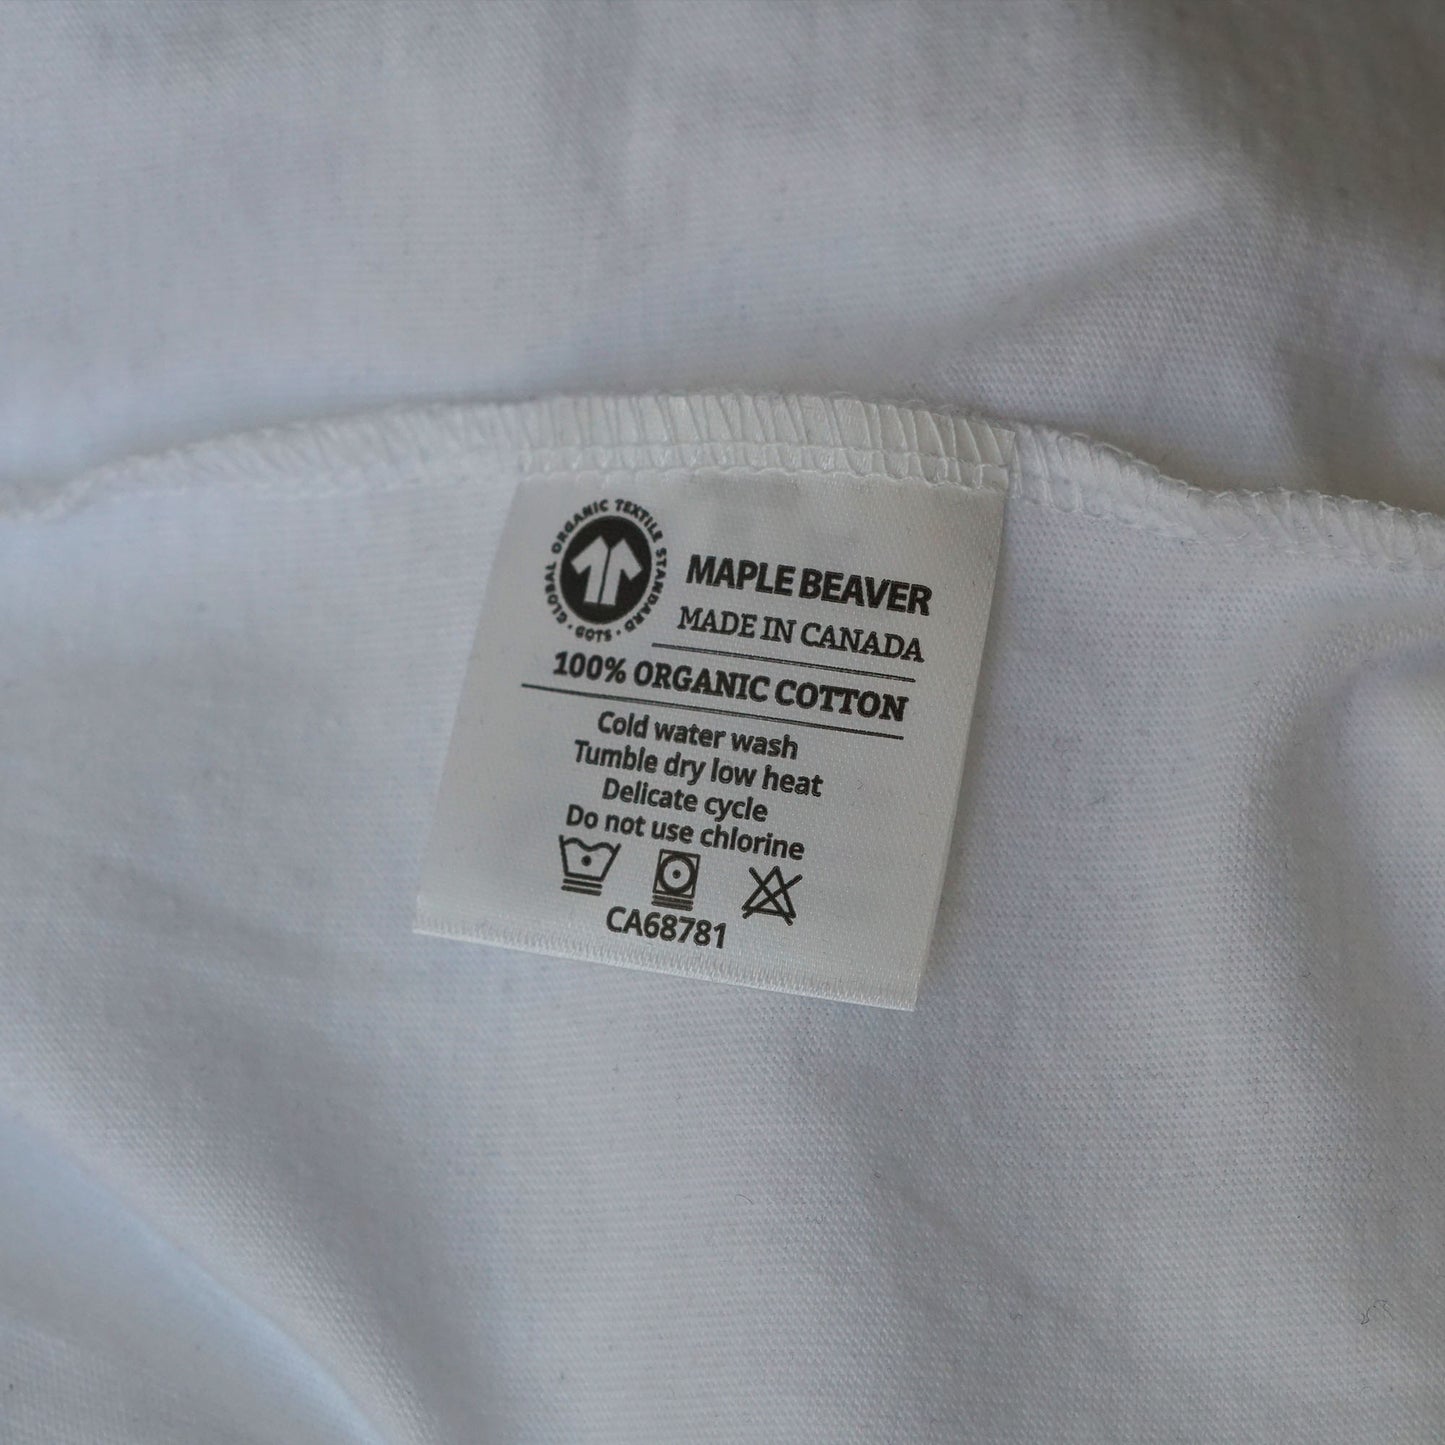 GLOBAL ORGANIC TEXTILE STANDARD · GOTS ·
MAPLE BEAVER
MADE IN CANADA
100% ORGANIC COTTON
Cold water wash
Tumble dry low heat
Delicate cycle
Do not use chlorine
CA68781